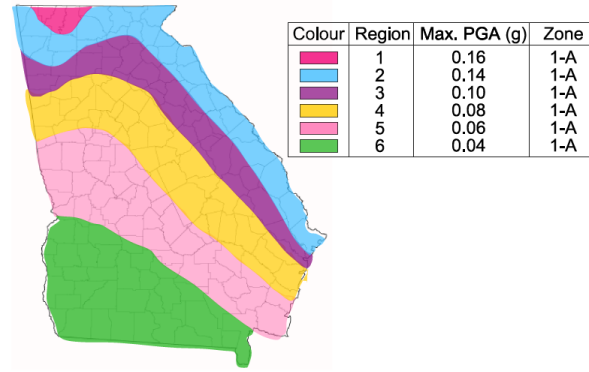 Colour Region Max. PGA (g) Zone
1 0.16 1-A
2 0.14 1-A
3 0.10 1-A
4 0.08 1-A
5 0.06 1-A
6 0.04 1-A